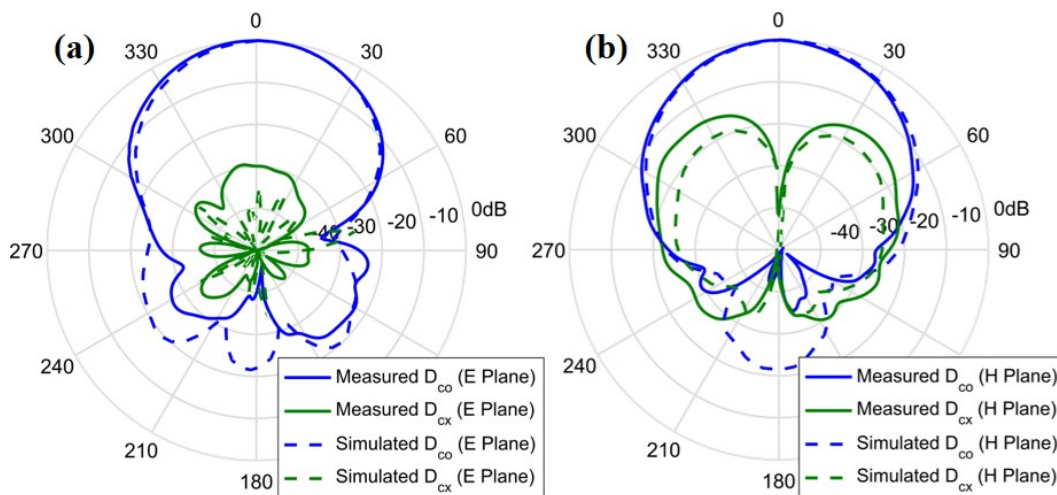 (a)
0
330
30
300
60
0dB
-10
-20
-30
-40
270
90
240
210
180
Measured D_co (E Plane)
Measured D_cx (E Plane)
Simulated D_co (E Plane)
Simulated D_cx (E Plane)
(b)
0
330
30
300
60
0dB
-10
-20
-30
-40
270
90
240
210
180
Measured D_co (H Plane)
Measured D_cx (H Plane)
Simulated D_co (H Plane)
Simulated D_cx (H Plane)